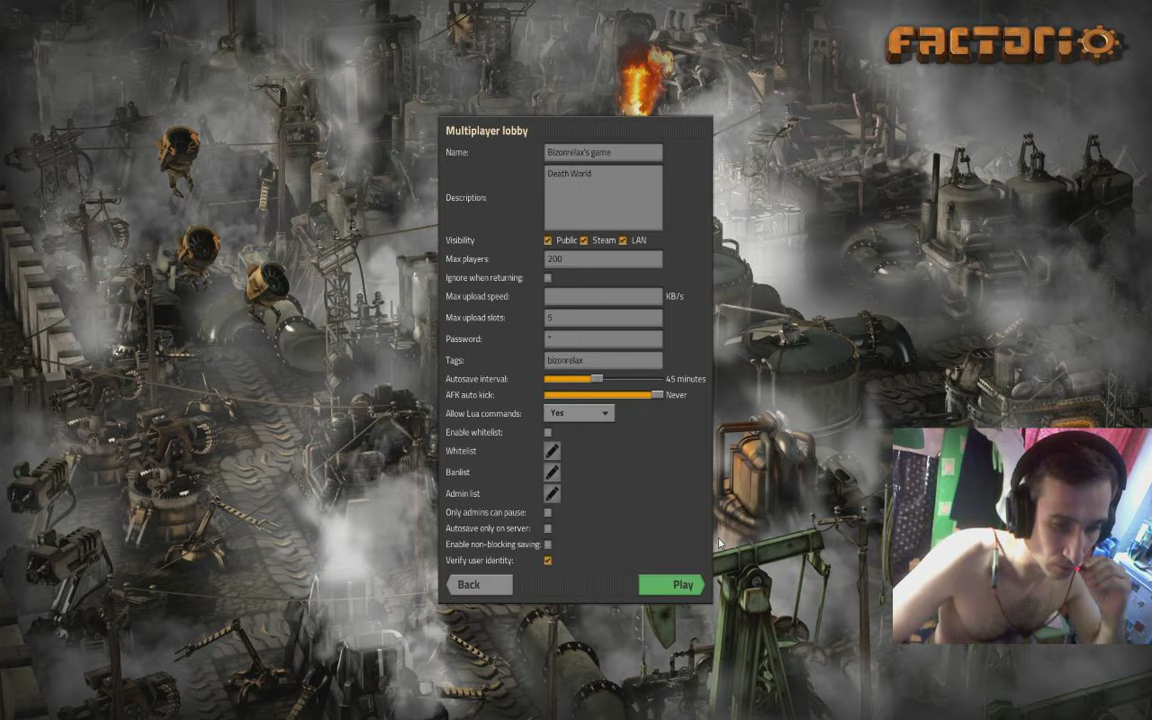 FACTORIO
Multiplayer lobby
Name: Bizonrelax's game
Description: Death World
Visibility Public Steam LAN
Max players: 200
Ignore when returning:
Max upload speed: KB/s
Max upload slots: 5
Password: *
Tags: bizonrelax
Autosave interval: 45 minutes
AFK auto kick: Never
Allow Lua commands: Yes
Enable whitelist:
Whitelist
Banlist
Admin list
Only admins can pause:
Autosave only on server:
Enable non-blocking saving:
Verify user identity:
Back Play